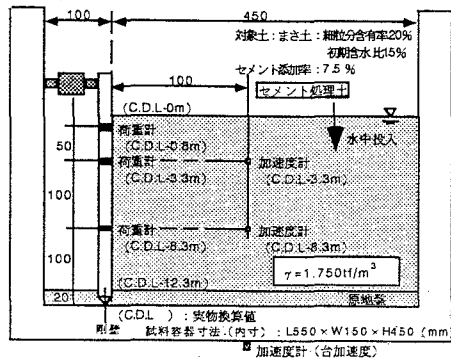 100
450
対象土:まさ土:細粒分含有率20%
初期含水比15%
セメント添加率:7.5 %
100
セメント処理土
(C.D.L-0m)
水中投入
荷重計
(C.D.L-0.8m)
50
荷重計
(C.D.L-3.3m)
加速度計
(C.D.L-3.3m)
100
荷重計
(C.D.L-8.3m)
加速度計
(C.D.L-8.3m)
100
γ=1.750tf/m³
(C.D.L-12.3m)
20
原地盤
(C.D.L ):実物換算値
剛壁
試料容器寸法(内寸):L550×W150×H450 (mm)
加速度計(台加速度)